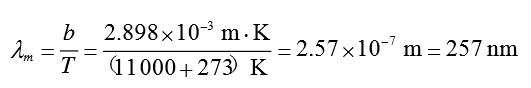 λₘ = b/T = 2.898×10⁻³ m·K/(11000+273) K = 2.57×10⁻⁷ m = 257 nm